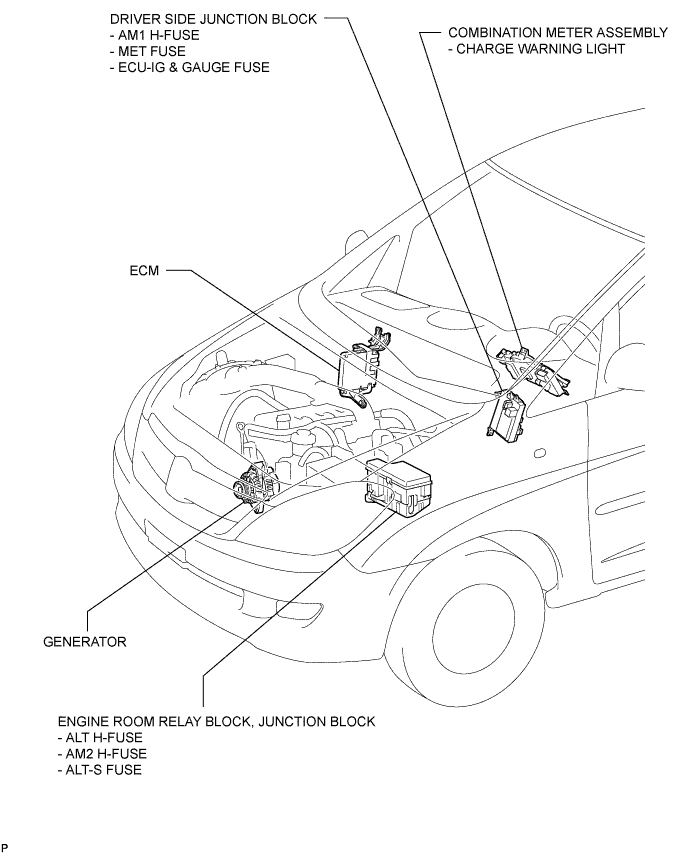 DRIVER SIDE JUNCTION BLOCK
- AM1 H-FUSE
- MET FUSE
- ECU-IG & GAUGE FUSE
COMBINATION METER ASSEMBLY
- CHARGE WARNING LIGHT
ECM
GENERATOR
ENGINE ROOM RELAY BLOCK, JUNCTION BLOCK
- ALT H-FUSE
- AM2 H-FUSE
- ALT-S FUSE
P